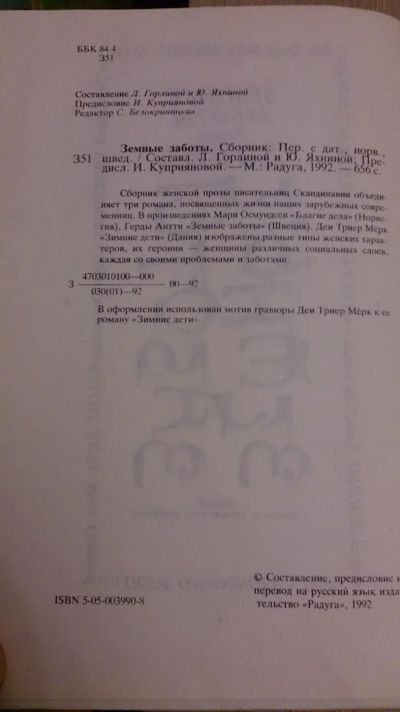 ББК 84.4
З51
Составление Л. Горлиной и Ю. Яхниной
Предисловие И. Куприяновой
Редактор С. Белокриницкая
Земные заботы. Сборник: Пер. с дат., норв.,
З51 швед. / Составл. Л. Горлиной и Ю. Яхниной; Пре-
дисл. И. Куприяновой. — М.: Радуга, 1992. — 656 с.
Сборник женской прозы писательниц Скандинавии объеди-
няет три романа, посвященных жизни наших зарубежных совре-
менниц. В произведениях Мари Осмундсен «Благие дела» (Норве-
гия), Герды Антти «Земные заботы» (Швеция), Деи Триер Мёрк
«Зимние дети» (Дания) изображены разные типы женских харак-
теров, их героини — женщины различных социальных слоев,
каждая со своими проблемами и заботами.
З 4703010100—000
030(01)—92
В оформлении использован мотив гравюры Деи Триер Мёрк к ее
роману «Зимние дети»
© Составление, предисловие и
перевод на русский язык изда-
тельство «Радуга», 1992
ISBN 5-05-003990-8